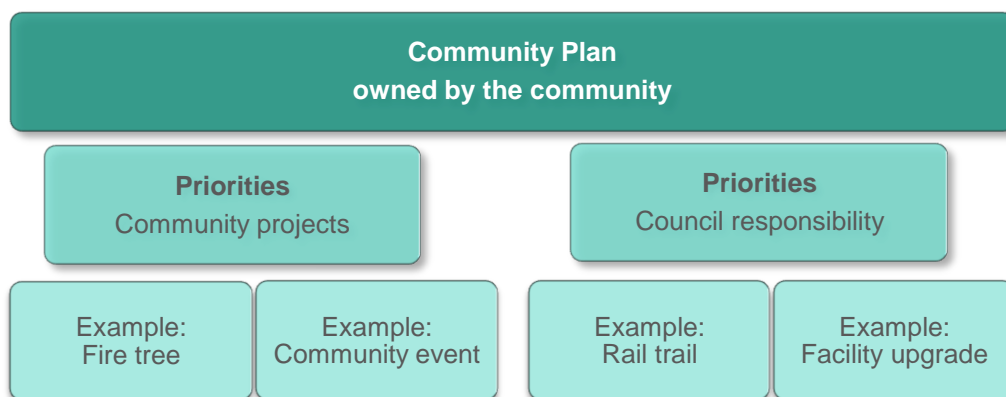 Community Plan
owned by the community
Priorities
Community projects
Priorities
Council responsibility
Example:
Fire tree
Example:
Community event
Example:
Rail trail
Example:
Facility upgrade